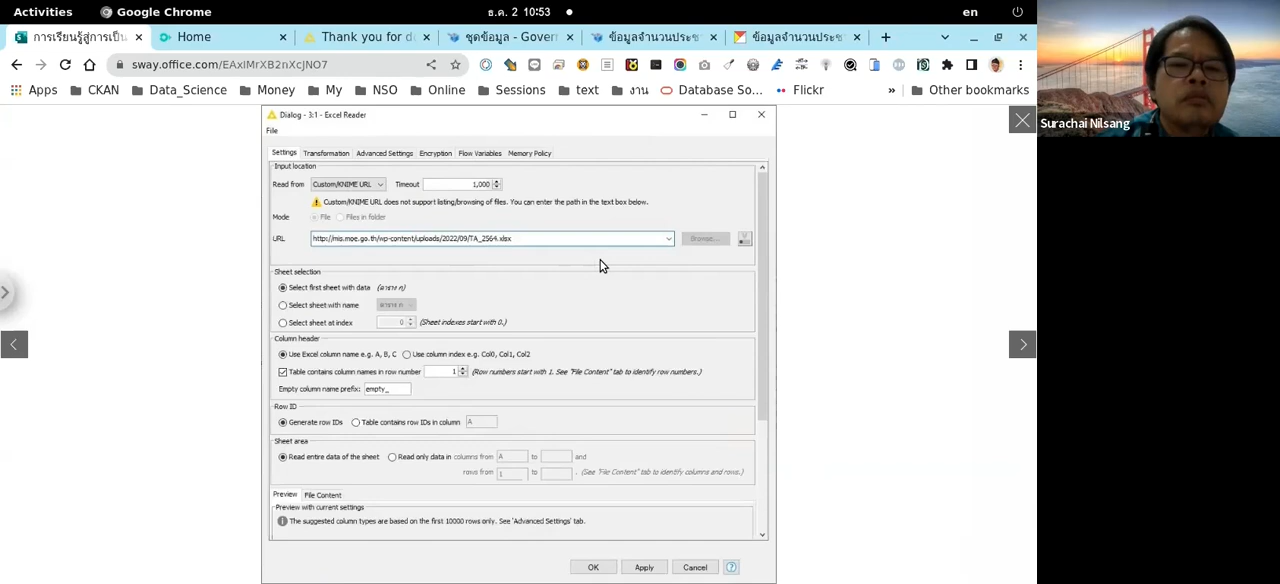 Activities Google Chrome ธ.ค. 2 10:53 en
การเรียนรู้สู่การเป็น Home Thank you for do ชุดข้อมูล - Govern ข้อมูลจำนวนประช ข้อมูลจำนวนประช
sway.office.com/EAxIMrXB2nXcJNO7
Apps CKAN Data_Science Money My NSO Online Sessions text งาน Database So... Flickr » Other bookmarks
Surachai Nilsang
Dialog - 3:1 - Excel Reader
File
Settings Transformation Advanced Settings Encryption Flow Variables Memory Policy
Input location
Read from Custom/KNIME URL Timeout 1,000
Custom/KNIME URL does not support listing/browsing of files. You can enter the path in the text box below.
Mode: File Files in folder
URL http://mis.moe.go.th/wp-content/uploads/2022/09/TA_2564.xlsx Browse...
Sheet selection
Select first sheet with data (ตาราง ก)
Select sheet with name ตาราง ก
Select sheet at index 0 (Sheet indexes start with 0.)
Column header
Use Excel column name e.g. A, B, C Use column index e.g. Col0, Col1, Col2
Table contains column names in row number 1 (Row numbers start with 1. See "File Content" tab to identify row numbers.)
Empty column name prefix: empty_
Row ID
Generate row IDs Table contains row IDs in column A
Sheet area
Read entire data of the sheet Read only data in columns from A to and
rows from 1 to . (See "File Content" tab to identify columns and rows.)
Preview File Content
Preview with current settings
The suggested column types are based on the first 10000 rows only. See 'Advanced Settings' tab.
OK Apply Cancel